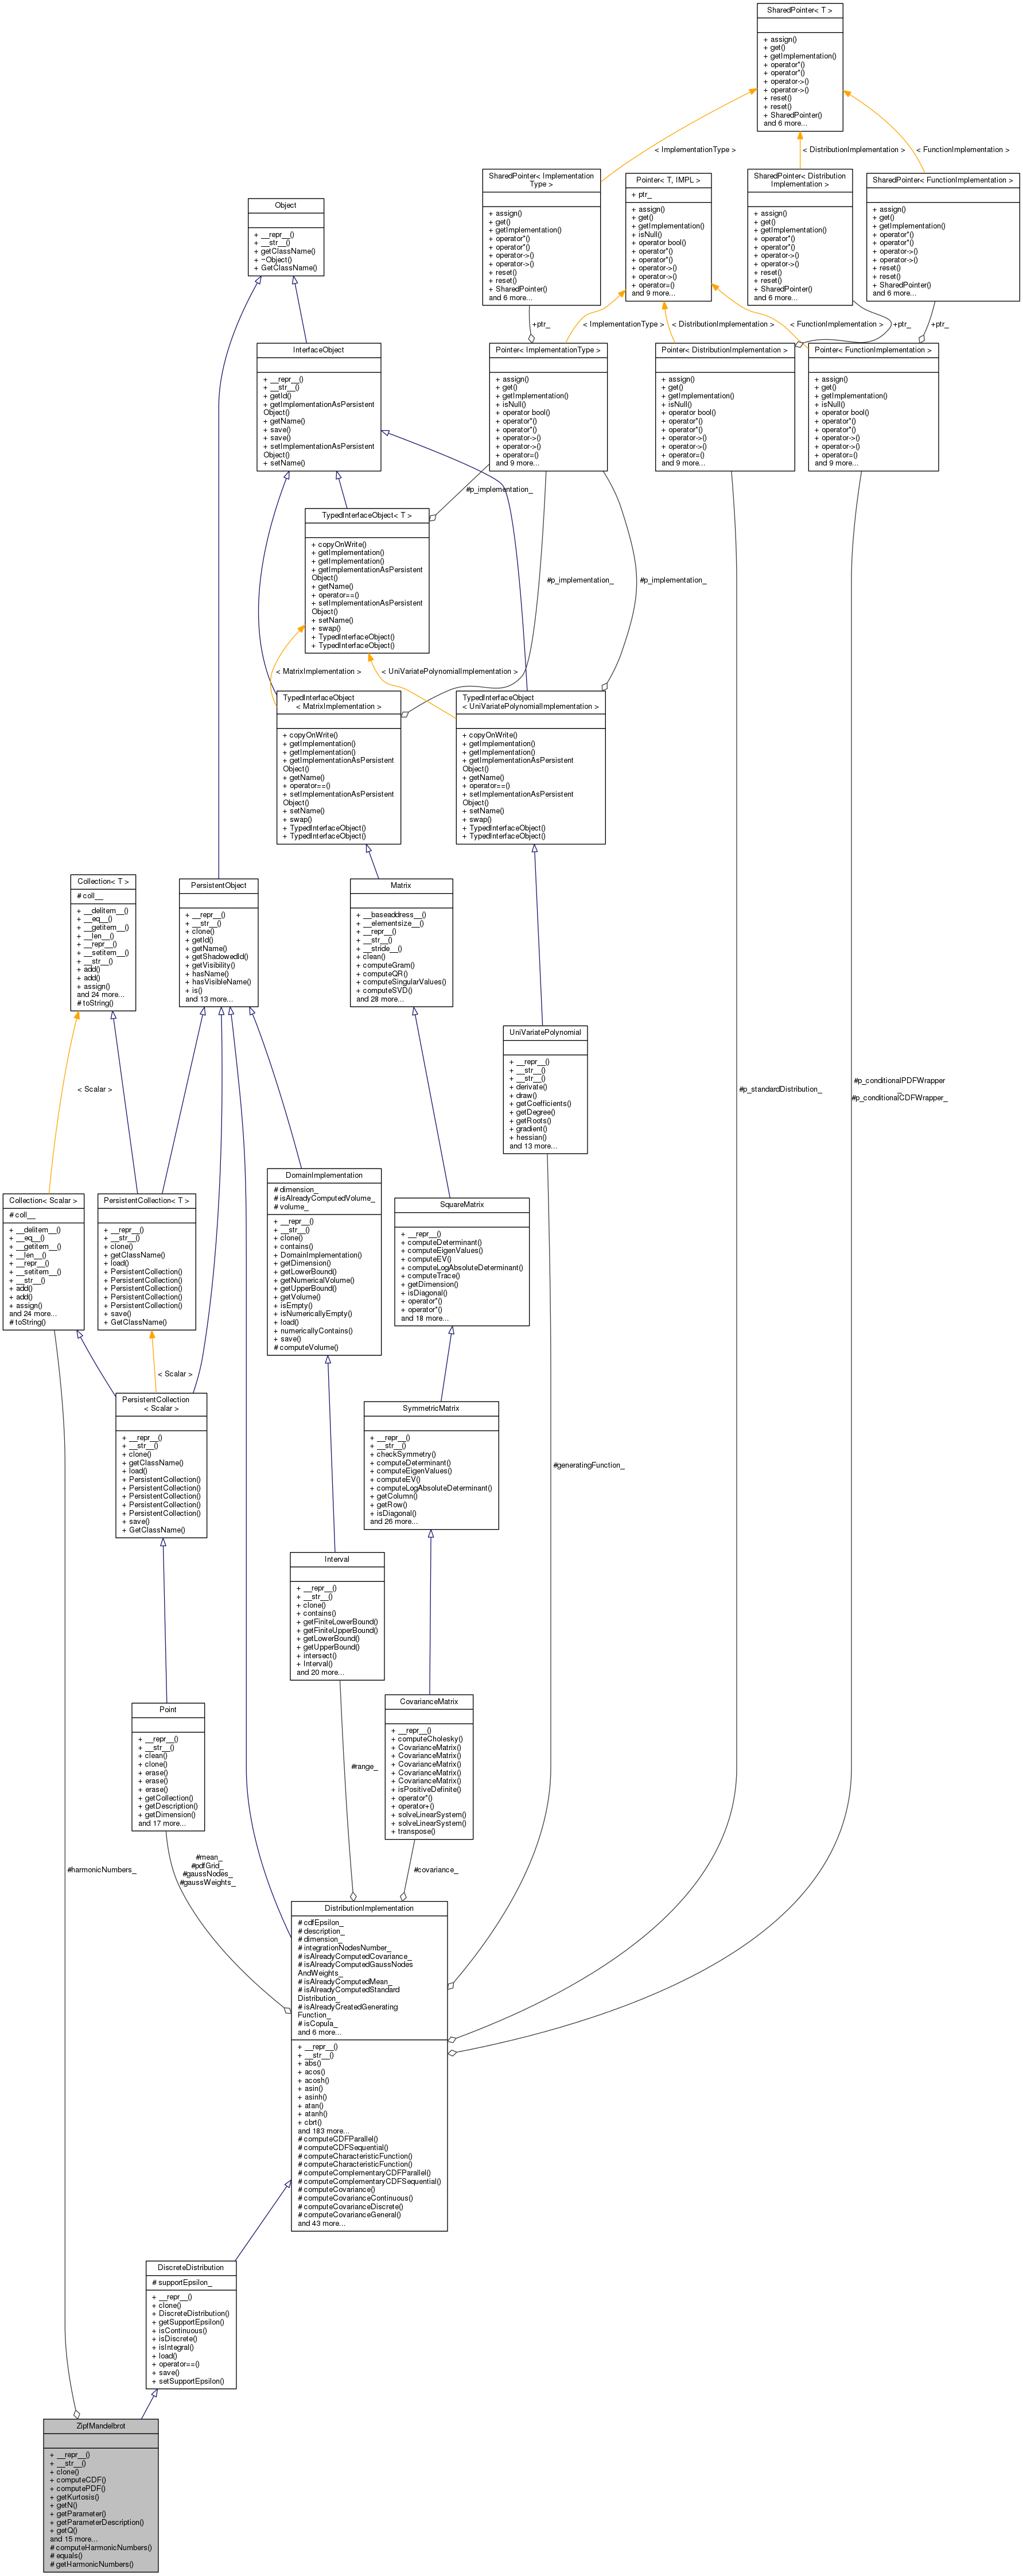 SharedPointer< T >
+ assign()
+ get()
+ getImplementation()
+ operator*()
+ operator*()
+ operator->()
+ operator->()
+ reset()
+ reset()
+ SharedPointer()
and 6 more...
< ImplementationType >
< DistributionImplementation >
< FunctionImplementation >
SharedPointer< Implementation
Type >
+ assign()
+ get()
+ getImplementation()
+ operator*()
+ operator*()
+ operator->()
+ operator->()
+ reset()
+ reset()
+ SharedPointer()
and 6 more...
Pointer< T, IMPL >
+ ptr_
+ assign()
+ get()
+ getImplementation()
+ isNull()
+ operator bool()
+ operator*()
+ operator*()
+ operator->()
+ operator->()
+ operator=()
and 9 more...
SharedPointer< Distribution
Implementation >
+ assign()
+ get()
+ getImplementation()
+ operator*()
+ operator*()
+ operator->()
+ operator->()
+ reset()
+ reset()
+ SharedPointer()
and 6 more...
SharedPointer< FunctionImplementation >
+ assign()
+ get()
+ getImplementation()
+ operator*()
+ operator*()
+ operator->()
+ operator->()
+ reset()
+ reset()
+ SharedPointer()
and 6 more...
Object
+ __repr__()
+ __str__()
+ getClassName()
+ ~Object()
+ GetClassName()
+ptr_
< ImplementationType >
< DistributionImplementation >
< FunctionImplementation >
+ptr_
+ptr_
InterfaceObject
+ __repr__()
+ __str__()
+ getId()
+ getImplementationAsPersistent
Object()
+ getName()
+ save()
+ save()
+ setImplementationAsPersistent
Object()
+ setName()
Pointer< ImplementationType >
+ assign()
+ get()
+ getImplementation()
+ isNull()
+ operator bool()
+ operator*()
+ operator*()
+ operator->()
+ operator->()
+ operator=()
and 9 more...
Pointer< DistributionImplementation >
+ assign()
+ get()
+ getImplementation()
+ isNull()
+ operator bool()
+ operator*()
+ operator*()
+ operator->()
+ operator->()
+ operator=()
and 9 more...
Pointer< FunctionImplementation >
+ assign()
+ get()
+ getImplementation()
+ isNull()
+ operator bool()
+ operator*()
+ operator*()
+ operator->()
+ operator->()
+ operator=()
and 9 more...
#p_implementation_
TypedInterfaceObject< T >
+ copyOnWrite()
+ getImplementation()
+ getImplementation()
+ getImplementationAsPersistent
Object()
+ getName()
+ operator==()
+ setImplementationAsPersistent
Object()
+ setName()
+ swap()
+ TypedInterfaceObject()
+ TypedInterfaceObject()
#p_implementation_
#p_implementation_
< MatrixImplementation >
< UniVariatePolynomialImplementation >
TypedInterfaceObject
< MatrixImplementation >
+ copyOnWrite()
+ getImplementation()
+ getImplementation()
+ getImplementationAsPersistent
Object()
+ getName()
+ operator==()
+ setImplementationAsPersistent
Object()
+ setName()
+ swap()
+ TypedInterfaceObject()
+ TypedInterfaceObject()
TypedInterfaceObject
< UniVariatePolynomialImplementation >
+ copyOnWrite()
+ getImplementation()
+ getImplementation()
+ getImplementationAsPersistent
Object()
+ getName()
+ operator==()
+ setImplementationAsPersistent
Object()
+ setName()
+ swap()
+ TypedInterfaceObject()
+ TypedInterfaceObject()
Collection< T >
# coll__
+ __delitem__()
+ __eq__()
+ __getitem__()
+ __len__()
+ __repr__()
+ __setitem__()
+ __str__()
+ add()
+ add()
+ assign()
and 24 more...
# toString()
PersistentObject
+ __repr__()
+ __str__()
+ clone()
+ getId()
+ getName()
+ getShadowedId()
+ getVisibility()
+ hasName()
+ hasVisibleName()
+ is()
and 13 more...
Matrix
+ __baseaddress__()
+ __elementsize__()
+ __repr__()
+ __str__()
+ __stride__()
+ clean()
+ computeGram()
+ computeQR()
+ computeSingularValues()
+ computeSVD()
and 28 more...
UniVariatePolynomial
+ __repr__()
+ __str__()
+ __str__()
+ derivate()
+ draw()
+ getCoefficients()
+ getDegree()
+ getRoots()
+ gradient()
+ hessian()
and 13 more...
< Scalar >
#p_standardDistribution_
#p_conditionalPDFWrapper
_
#p_conditionalCDFWrapper_
Collection< Scalar >
# coll__
+ __delitem__()
+ __eq__()
+ __getitem__()
+ __len__()
+ __repr__()
+ __setitem__()
+ __str__()
+ add()
+ add()
+ assign()
and 24 more...
# toString()
PersistentCollection< T >
+ __repr__()
+ __str__()
+ clone()
+ getClassName()
+ load()
+ PersistentCollection()
+ PersistentCollection()
+ PersistentCollection()
+ PersistentCollection()
+ PersistentCollection()
+ save()
+ GetClassName()
DomainImplementation
# dimension_
# isAlreadyComputedVolume_
# volume_
+ __repr__()
+ __str__()
+ clone()
+ contains()
+ DomainImplementation()
+ getDimension()
+ getLowerBound()
+ getNumericalVolume()
+ getUpperBound()
+ getVolume()
+ isEmpty()
+ isNumericallyEmpty()
+ load()
+ numericallyContains()
+ save()
# computeVolume()
SquareMatrix
+ __repr__()
+ computeDeterminant()
+ computeEigenValues()
+ computeEV()
+ computeLogAbsoluteDeterminant()
+ computeTrace()
+ getDimension()
+ isDiagonal()
+ operator*()
+ operator*()
and 18 more...
< Scalar >
PersistentCollection
< Scalar >
+ __repr__()
+ __str__()
+ clone()
+ getClassName()
+ load()
+ PersistentCollection()
+ PersistentCollection()
+ PersistentCollection()
+ PersistentCollection()
+ PersistentCollection()
+ save()
+ GetClassName()
SymmetricMatrix
+ __repr__()
+ __str__()
+ checkSymmetry()
+ computeDeterminant()
+ computeEigenValues()
+ computeEV()
+ computeLogAbsoluteDeterminant()
+ getColumn()
+ getRow()
+ isDiagonal()
and 26 more...
#generatingFunction_
Interval
+ __repr__()
+ __str__()
+ clone()
+ contains()
+ getFiniteLowerBound()
+ getFiniteUpperBound()
+ getLowerBound()
+ getUpperBound()
+ intersect()
+ Interval()
and 20 more...
Point
+ __repr__()
+ __str__()
+ clean()
+ clone()
+ erase()
+ erase()
+ erase()
+ getCollection()
+ getDescription()
+ getDimension()
and 17 more...
CovarianceMatrix
+ __repr__()
+ computeCholesky()
+ CovarianceMatrix()
+ CovarianceMatrix()
+ CovarianceMatrix()
+ CovarianceMatrix()
+ CovarianceMatrix()
+ isPositiveDefinite()
+ operator*()
+ operator+()
+ solveLinearSystem()
+ solveLinearSystem()
+ transpose()
#range_
#harmonicNumbers_
#mean_
#pdfGrid_
#gaussNodes_
#gaussWeights_
#covariance_
DistributionImplementation
# cdfEpsilon_
# description_
# dimension_
# integrationNodesNumber_
# isAlreadyComputedCovariance_
# isAlreadyComputedGaussNodes
AndWeights_
# isAlreadyComputedMean_
# isAlreadyComputedStandard
Distribution_
# isAlreadyCreatedGenerating
Function_
# isCopula_
and 6 more...
+ __repr__()
+ __str__()
+ abs()
+ acos()
+ acosh()
+ asin()
+ asinh()
+ atan()
+ atanh()
+ cbrt()
and 183 more...
# computeCDFParallel()
# computeCDFSequential()
# computeCharacteristicFunction()
# computeCharacteristicFunction()
# computeComplementaryCDFParallel()
# computeComplementaryCDFSequential()
# computeCovariance()
# computeCovarianceContinuous()
# computeCovarianceDiscrete()
# computeCovarianceGeneral()
and 43 more...
DiscreteDistribution
# supportEpsilon_
+ __repr__()
+ clone()
+ DiscreteDistribution()
+ getSupportEpsilon()
+ isContinuous()
+ isDiscrete()
+ isIntegral()
+ load()
+ operator==()
+ save()
+ setSupportEpsilon()
ZipfMandelbrot
+ __repr__()
+ __str__()
+ clone()
+ computeCDF()
+ computePDF()
+ getKurtosis()
+ getN()
+ getParameter()
+ getParameterDescription()
+ getQ()
and 15 more...
# computeHarmonicNumbers()
# equals()
# getHarmonicNumbers()